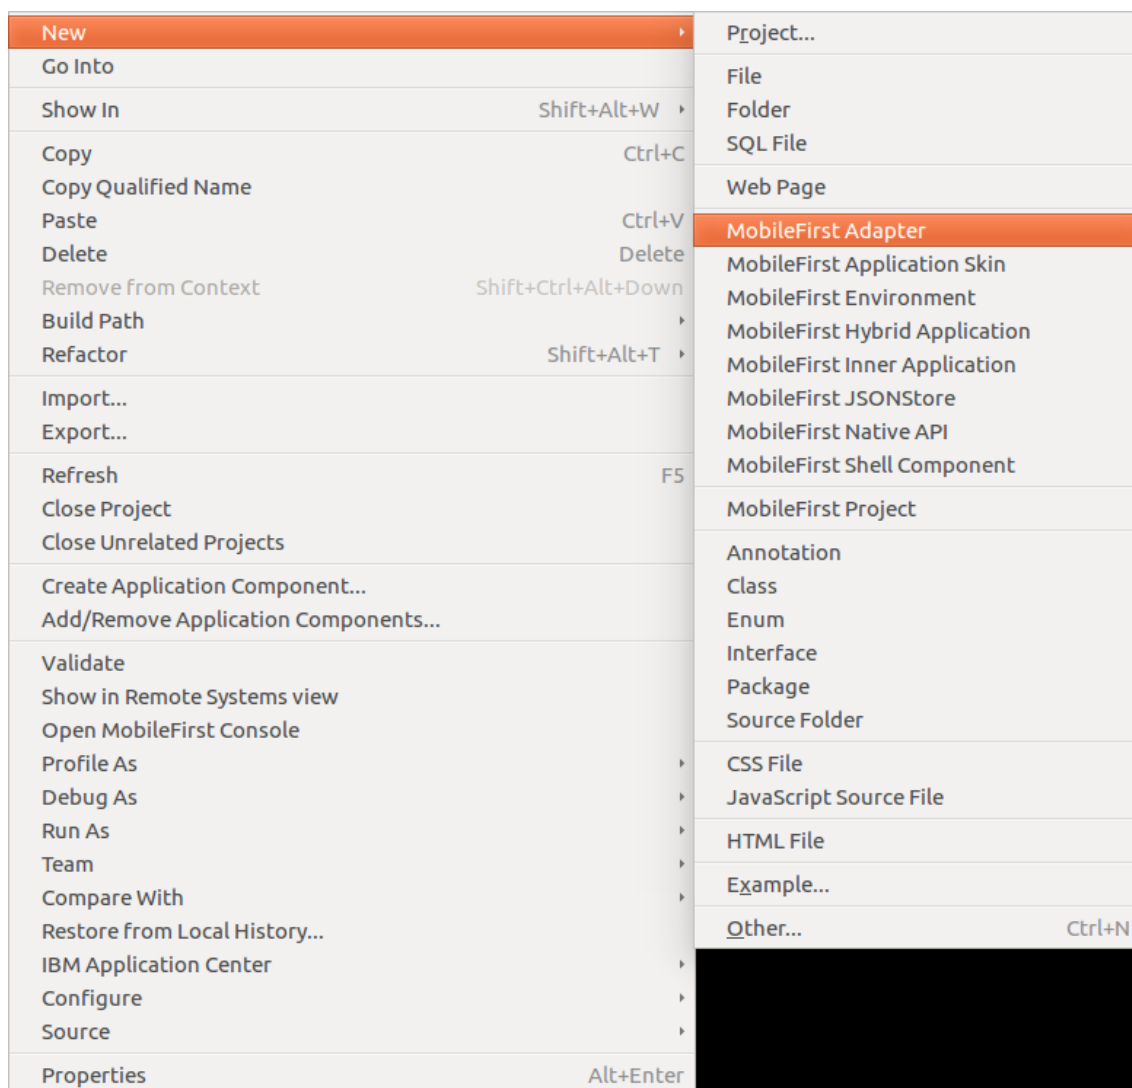 New
Go Into
Show In Shift+Alt+W
Copy Ctrl+C
Copy Qualified Name
Paste Ctrl+V
Delete Delete
Remove from Context Shift+Ctrl+Alt+Down
Build Path
Refactor Shift+Alt+T
Import...
Export...
Refresh F5
Close Project
Close Unrelated Projects
Create Application Component...
Add/Remove Application Components...
Validate
Show in Remote Systems view
Open MobileFirst Console
Profile As
Debug As
Run As
Team
Compare With
Restore from Local History...
IBM Application Center
Configure
Source
Properties Alt+Enter
Project...
File
Folder
SQL File
Web Page
MobileFirst Adapter
MobileFirst Application Skin
MobileFirst Environment
MobileFirst Hybrid Application
MobileFirst Inner Application
MobileFirst JSONStore
MobileFirst Native API
MobileFirst Shell Component
MobileFirst Project
Annotation
Class
Enum
Interface
Package
Source Folder
CSS File
JavaScript Source File
HTML File
Example...
Other... Ctrl+N